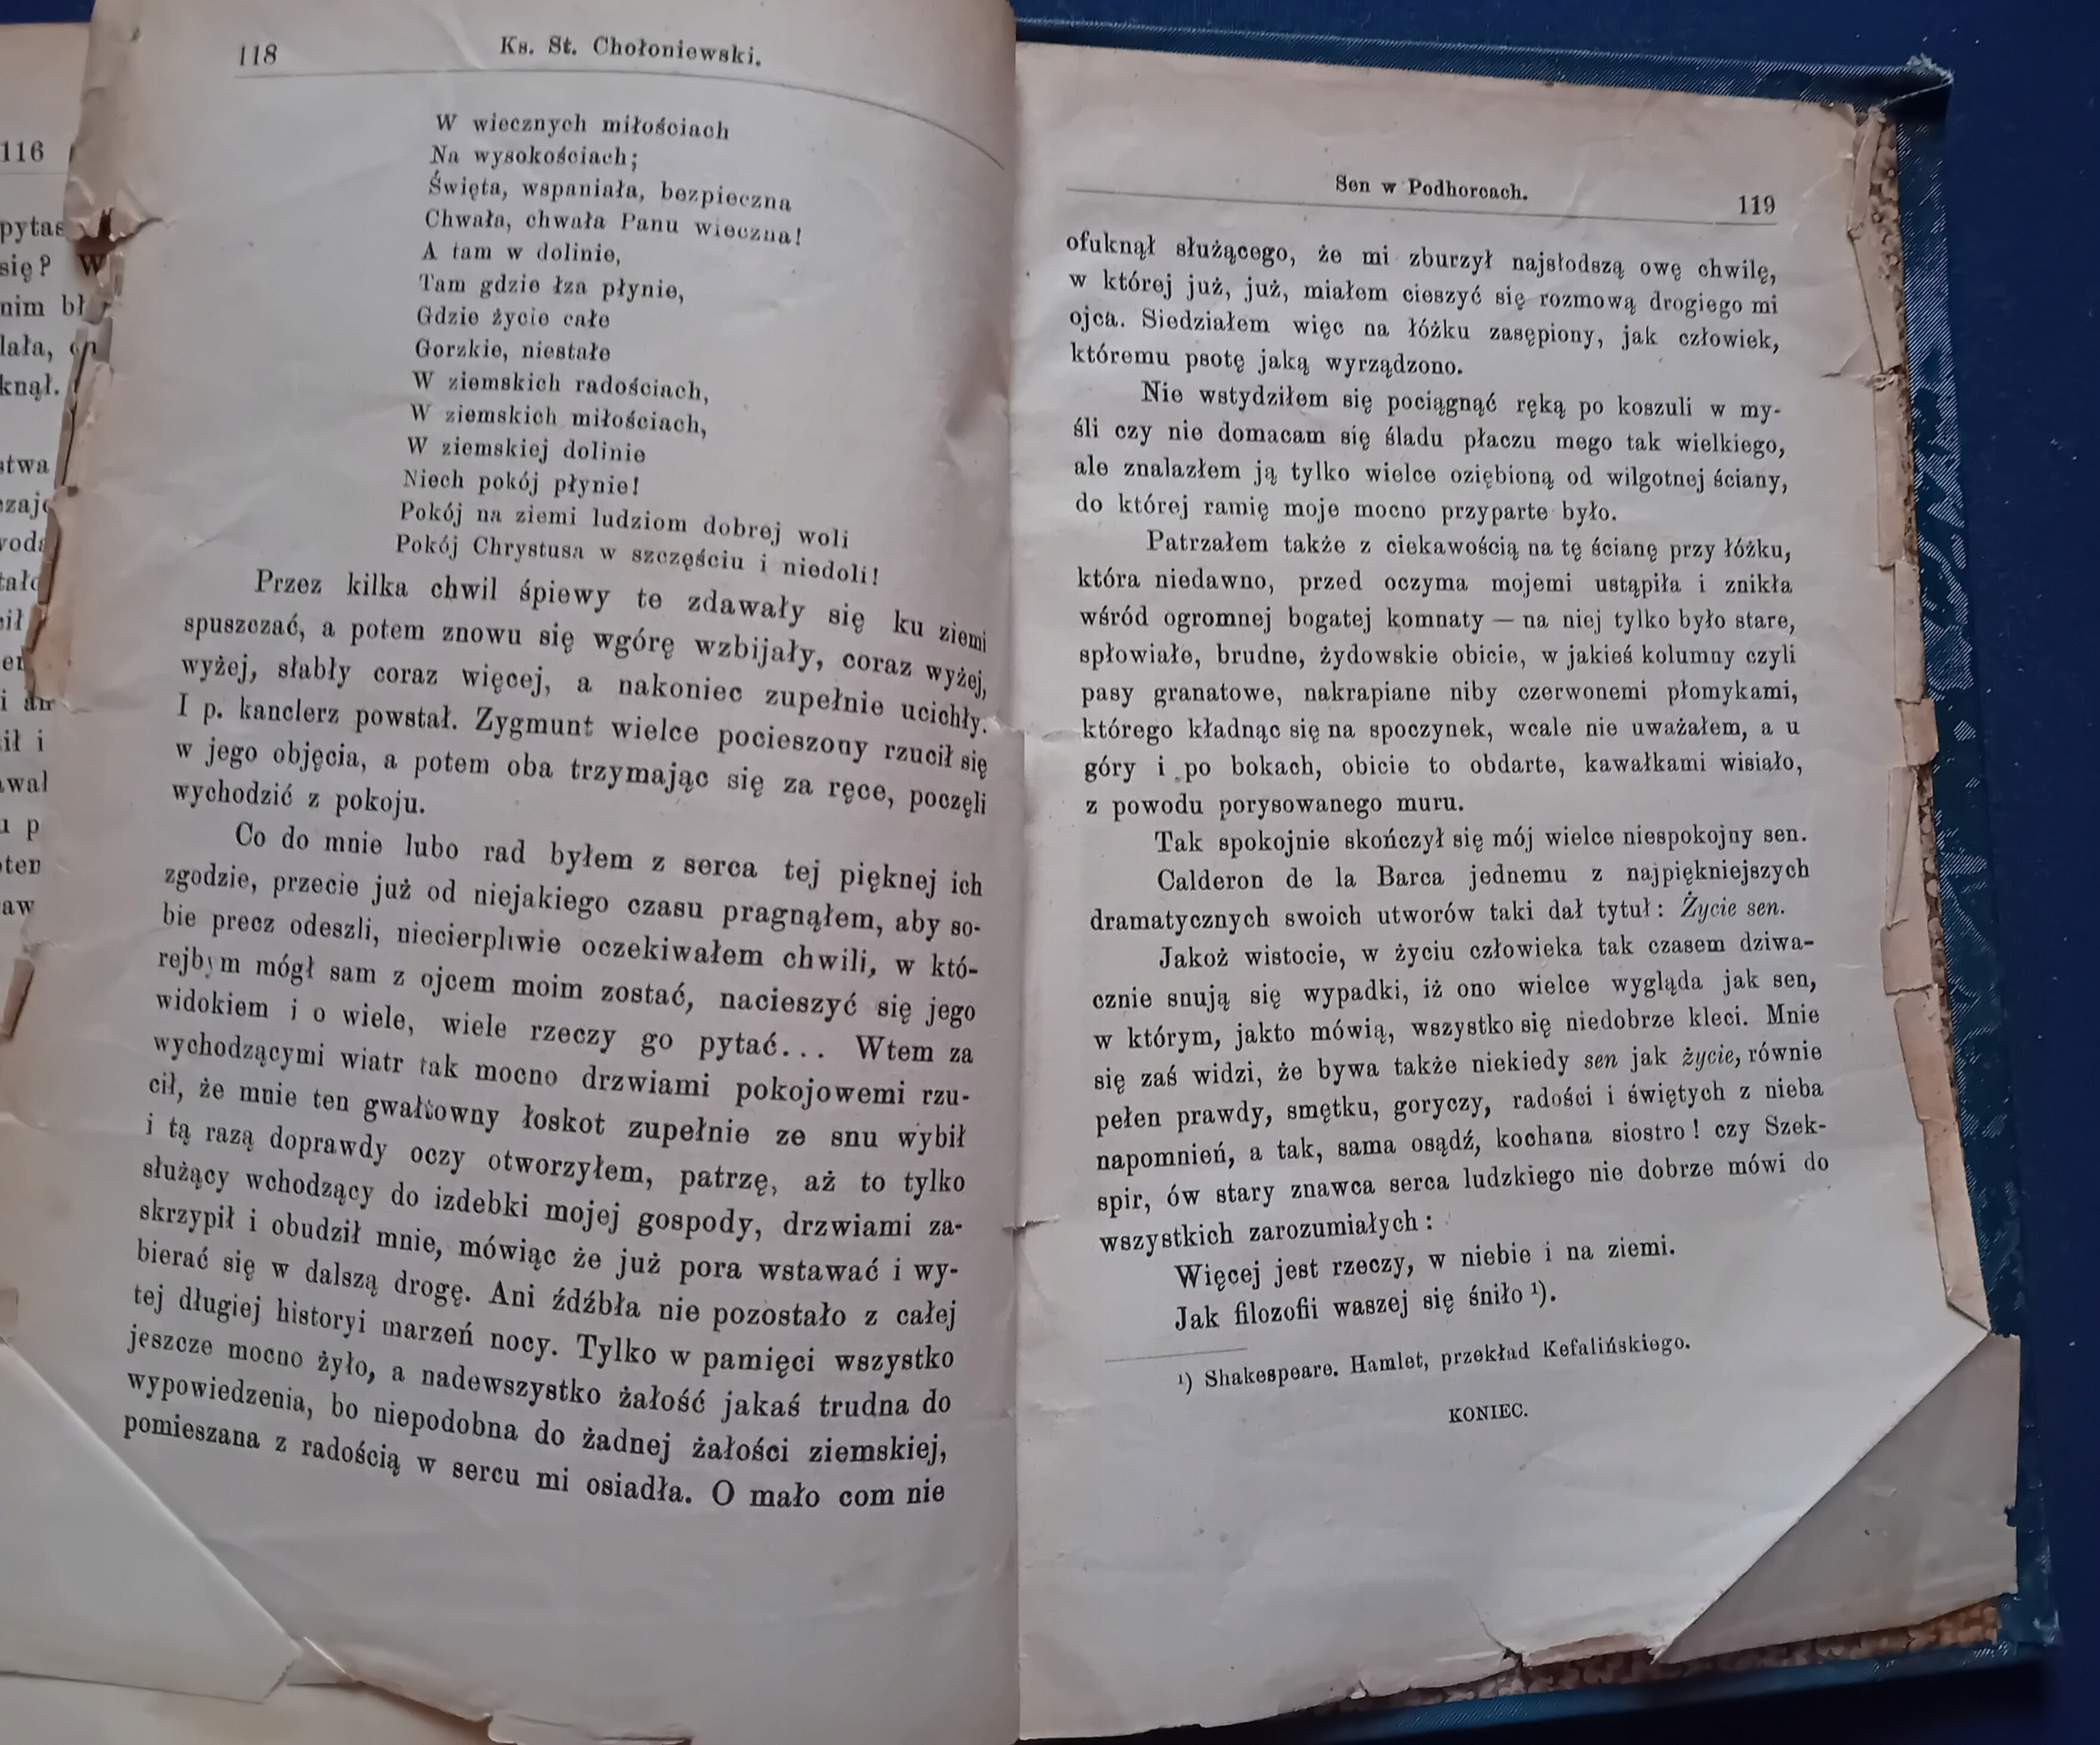 116
pytas
się? W
nim bł
lała,
knął.
stwa
i
ił i
u p
aw
118
Ks. St. Chołoniewski.
W wiecznych miłościach
Na wysokościach;
Święta, wspaniała, bezpieczna
Chwała, chwała Panu wieczna!
A tam w dolinie,
Tam gdzie łza płynie,
Gdzie życie całe
Gorzkie, niestałe
W ziemskich radościach,
W ziemskich miłościach,
W ziemskiej dolinie
Niech pokój płynie!
Pokój na ziemi ludziom dobrej woli
Pokój Chrystusa w szczęściu i niedoli!
Przez kilka chwil śpiewy te zdawały się ku ziemi
spuszczać, a potem znowu się wgórę wzbijały, coraz wyżej,
wyżej, słabły coraz więcej, a nakoniec zupełnie ucichły.
I p. kanclerz powstał. Zygmunt wielce pocieszony rzucił się
w jego objęcia, a potem oba trzymając się za ręce, poczęli
wychodzić z pokoju.
Co do mnie lubo rad byłem z serca tej pięknej ich
zgodzie, przecie już od niejakiego czasu pragnąłem, aby so-
bie precz odeszli, niecierpliwie oczekiwałem chwili, w któ-
rejbym mógł sam z ojcem moim zostać, nacieszyć się jego
widokiem i o wiele, wiele rzeczy go pytać... Wtem za
wychodzącymi wiatr tak mocno drzwiami pokojowemi rzu-
cił, że mnie ten gwałtowny łoskot zupełnie ze snu wybił
i tą razą doprawdy oczy otworzyłem, patrzę, aż to tylko
służący wchodzący do izdebki mojej gospody, drzwiami za-
skrzypił i obudził mnie, mówiąc że już pora wstawać i wy-
bierać się w dalszą drogę. Ani źdźbła nie pozostało z całej
tej długiej historyi marzeń nocy. Tylko w pamięci wszystko
jeszcze mocno żyło, a nadewszystko żałość jakaś trudna do
wypowiedzenia, bo niepodobna do żadnej żałości ziemskiej,
pomieszana z radością w sercu mi osiadła. O mało com nie
Sen w Podhorcach.
119
ofuknął służącego, że mi zburzył najsłodszą owę chwilę,
w której już, już, miałem cieszyć się rozmową drogiego mi
ojca. Siedziałem więc na łóżku zasępiony, jak człowiek,
któremu psotę jaką wyrządzono.
Nie wstydziłem się pociągnąć ręką po koszuli w my-
śli czy nie domacam się śladu płaczu mego tak wielkiego,
ale znalazłem ją tylko wielce oziębioną od wilgotnej ściany,
do której ramię moje mocno przyparte było.
Patrzałem także z ciekawością na tę ścianę przy łóżku,
która niedawno, przed oczyma mojemi ustąpiła i znikła
wśród ogromnej bogatej komnaty — na niej tylko było stare,
spłowiałe, brudne, żydowskie obicie, w jakieś kolumny czyli
pasy granatowe, nakrapiane niby czerwonemi płomykami,
którego kładnąc się na spoczynek, wcale nie uważałem, a u
góry i po bokach, obicie to obdarte, kawałkami wisiało,
z powodu porysowanego muru.
Tak spokojnie skończył się mój wielce niespokojny sen.
Calderon de la Barca jednemu z najpiękniejszych
dramatycznych swoich utworów taki dał tytuł: Życie sen.
Jakoż wistocie, w życiu człowieka tak czasem dziwa-
cznie snują się wypadki, iż ono wielce wygląda jak sen,
w którym, jakto mówią, wszystko się niedobrze kleci. Mnie
się zaś widzi, że bywa także niekiedy sen jak życie, równie
pełen prawdy, smętku, goryczy, radości i świętych z nieba
napomnień, a tak, sama osądź, kochana siostro! czy Szek-
spir, ów stary znawca serca ludzkiego nie dobrze mówi do
wszystkich zarozumiałych:
Więcej jest rzeczy, w niebie i na ziemi.
Jak filozofii waszej się śniło ¹).
¹) Shakespeare. Hamlet, przekład Kefalińskiego.
KONIEC.